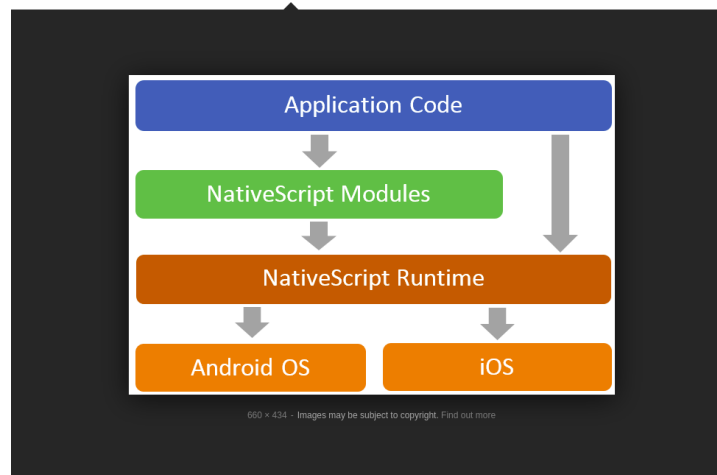 Application Code
NativeScript Modules
NativeScript Runtime
Android OS
iOS
660 × 434 - Images may be subject to copyright. Find out more